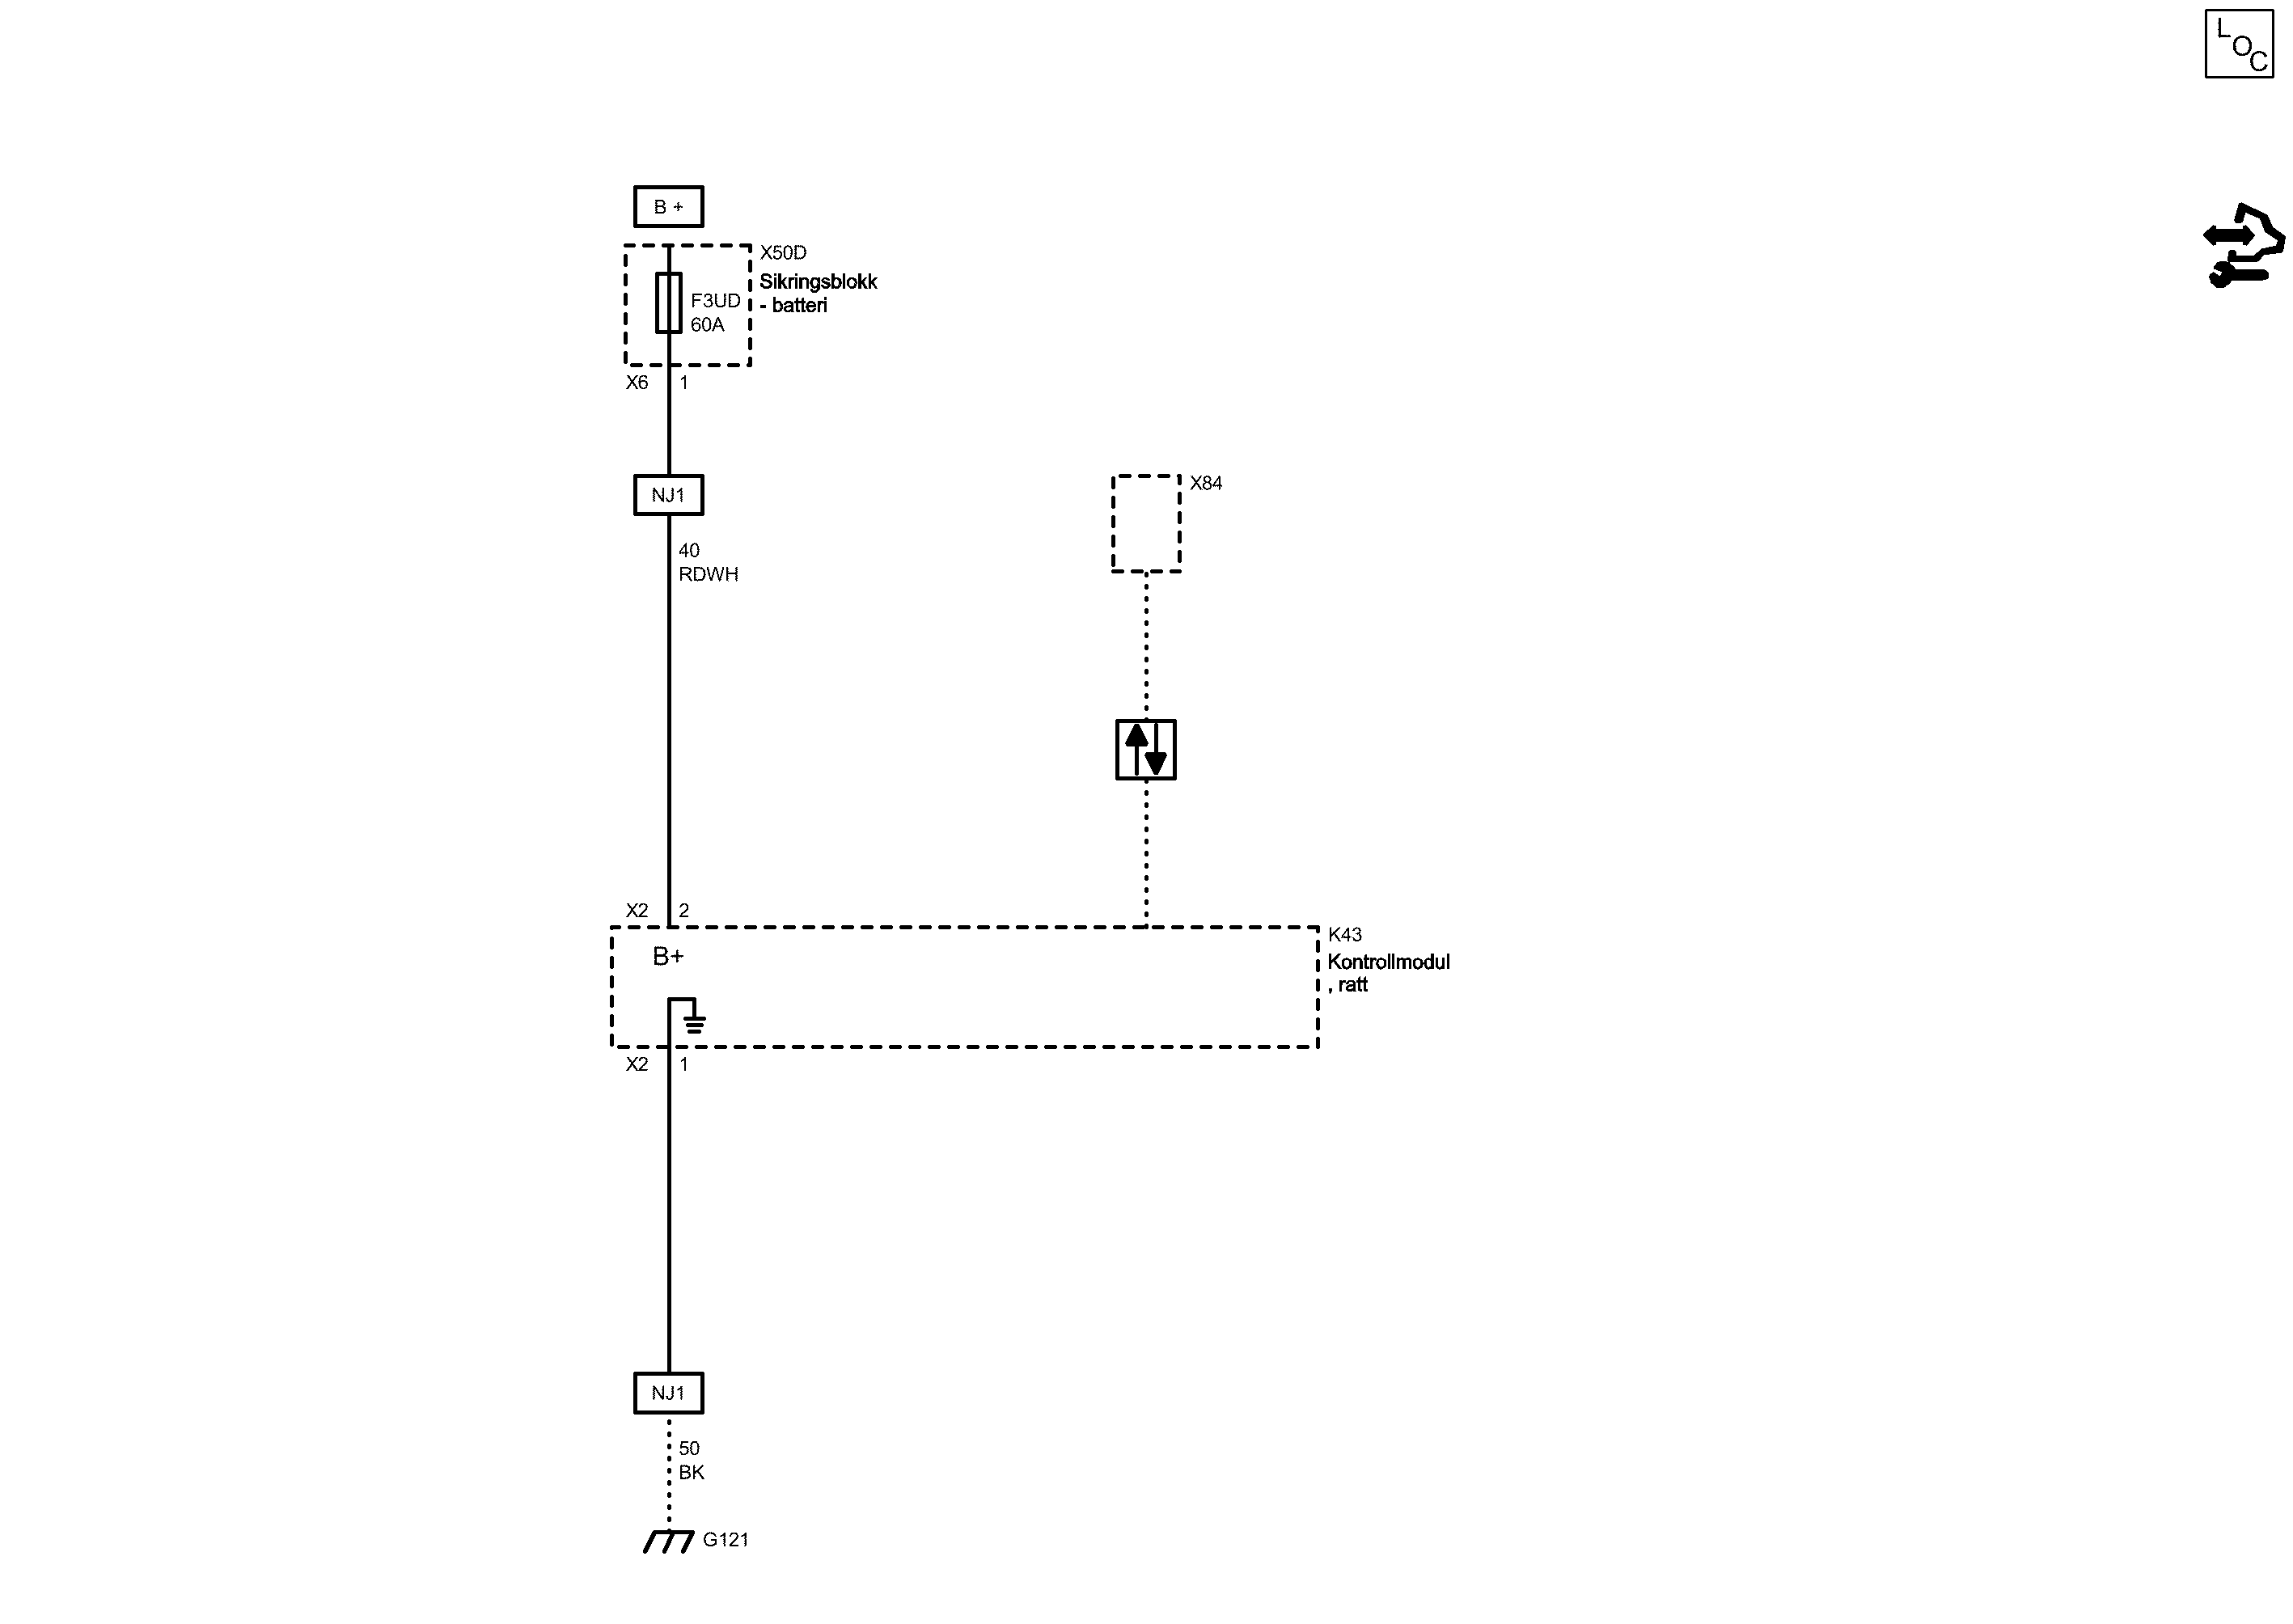 LOC
B +
X50D
Sikringsblokk
- batteri
F3UD
60A
X6 1
NJ1
X84
40
RDWH
X2 2
K43
B+
Kontrollmodul
, ratt
X2 1
NJ1
50
BK
G121